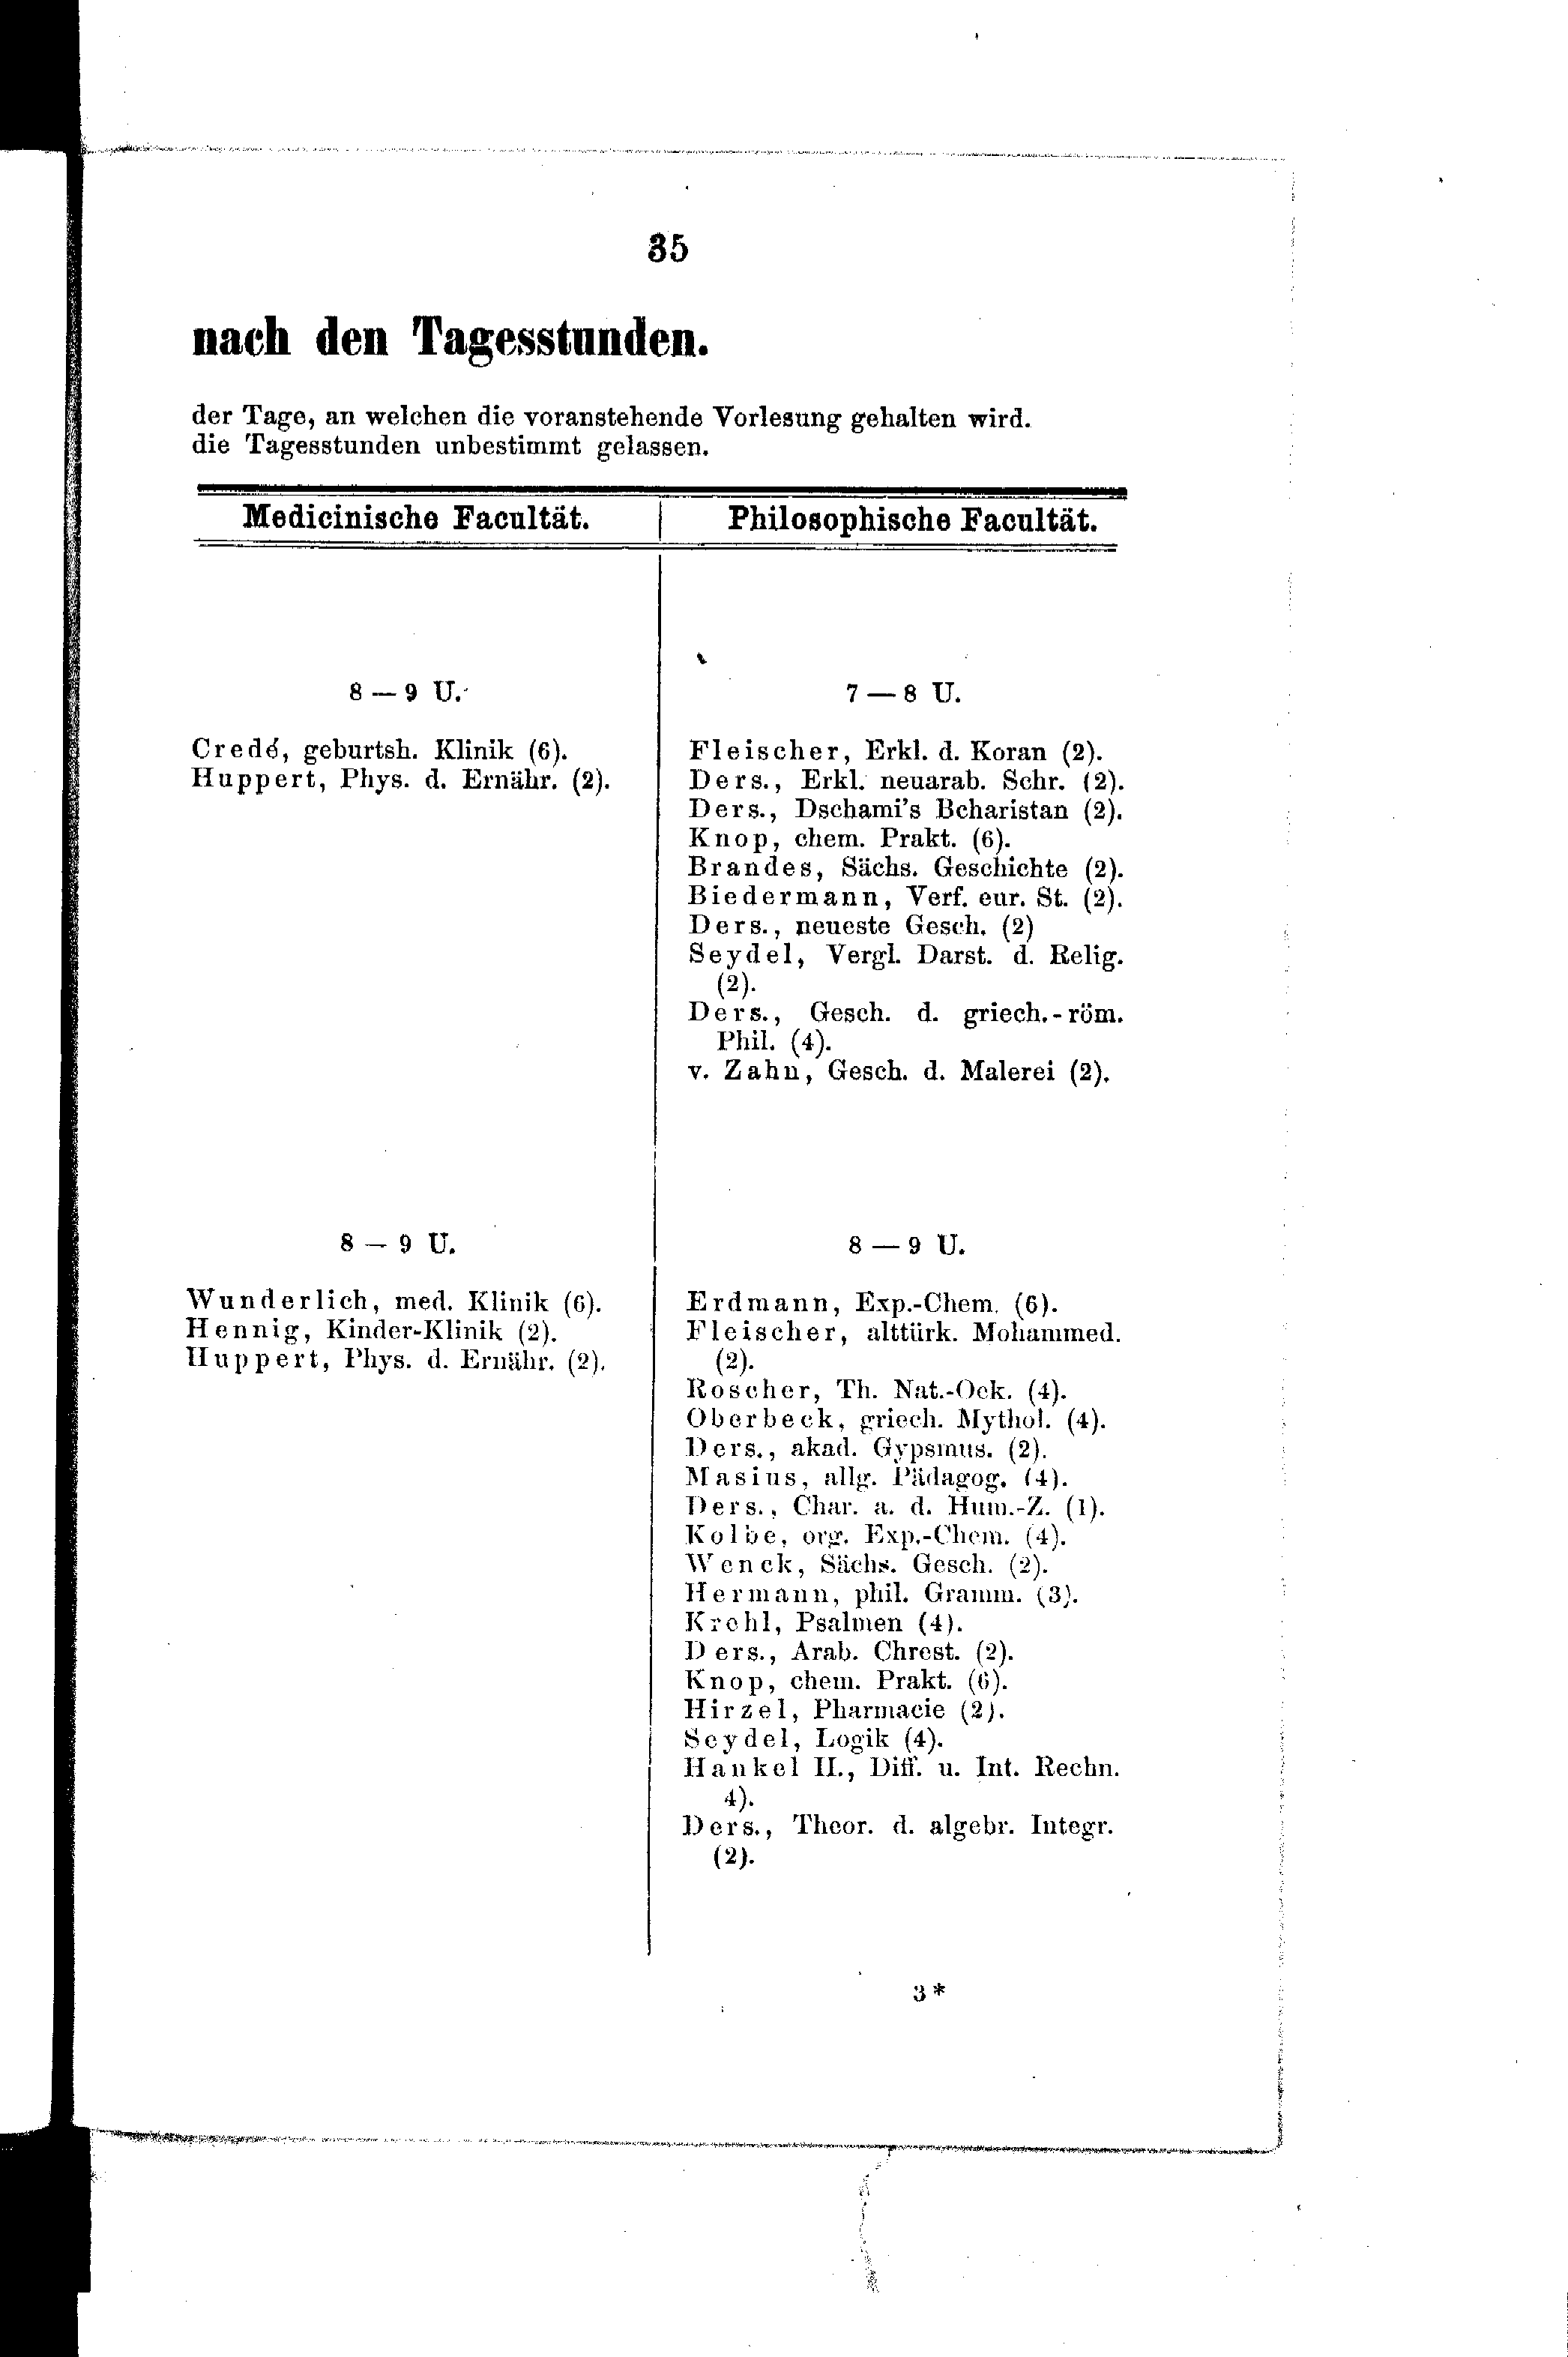 35
nach den Tagesstunden.
der Tage, an welchen die voranstehende Vorlesung gehalten wird.
die Tagesstunden unbestimmt gelassen.
Medicinische Facultät.
8 — 9 U.
Credé, geburtsh. Klinik (6).
Huppert, Phys. d. Ernähr. (2).
8 — 9 U.
Wunderlich, med. Klinik (6).
Hennig, Kinder-Klinik (2).
Huppert, Phys. d. Ernähr. (2).
Philosophische Facultät.
7 — 8 U.
Fleischer, Erkl. d. Koran (2).
Ders., Erkl. neuarab. Schr. (2).
Ders., Dschami's Beharistan (2).
Knop, chem. Prakt. (6).
Brandes, Sächs. Geschichte (2).
Biedermann, Verf. eur. St. (2).
Ders., neueste Gesch. (2)
Seydel, Vergl. Darst. d. Relig.
(2).
Ders., Gesch. d. griech.-röm.
Phil. (4).
v. Zahn, Gesch. d. Malerei (2).
8 — 9 U.
Erdmann, Exp.-Chem. (6).
Fleischer, alttürk. Mohammed.
(2).
Roscher, Th. Nat.-Oek. (4).
Oberbeck, griech. Mythol. (4).
Ders., akad. Gypsmus. (2).
Masius, allg. Pädagog. (4).
Ders., Char. a. d. Hum.-Z. (1).
Kolbe, org. Exp.-Chem. (4).
Wenck, Sächs. Gesch. (2).
Hermann, phil. Gramm. (3).
Krehl, Psalmen (4).
Ders., Arab. Chrest. (2).
Knop, chem. Prakt. (6).
Hirzel, Pharmacie (2).
Seydel, Logik (4).
Hankel II., Diff. u. Int. Rechn.
4).
Ders., Theor. d. algebr. Integr.
(2).
3*